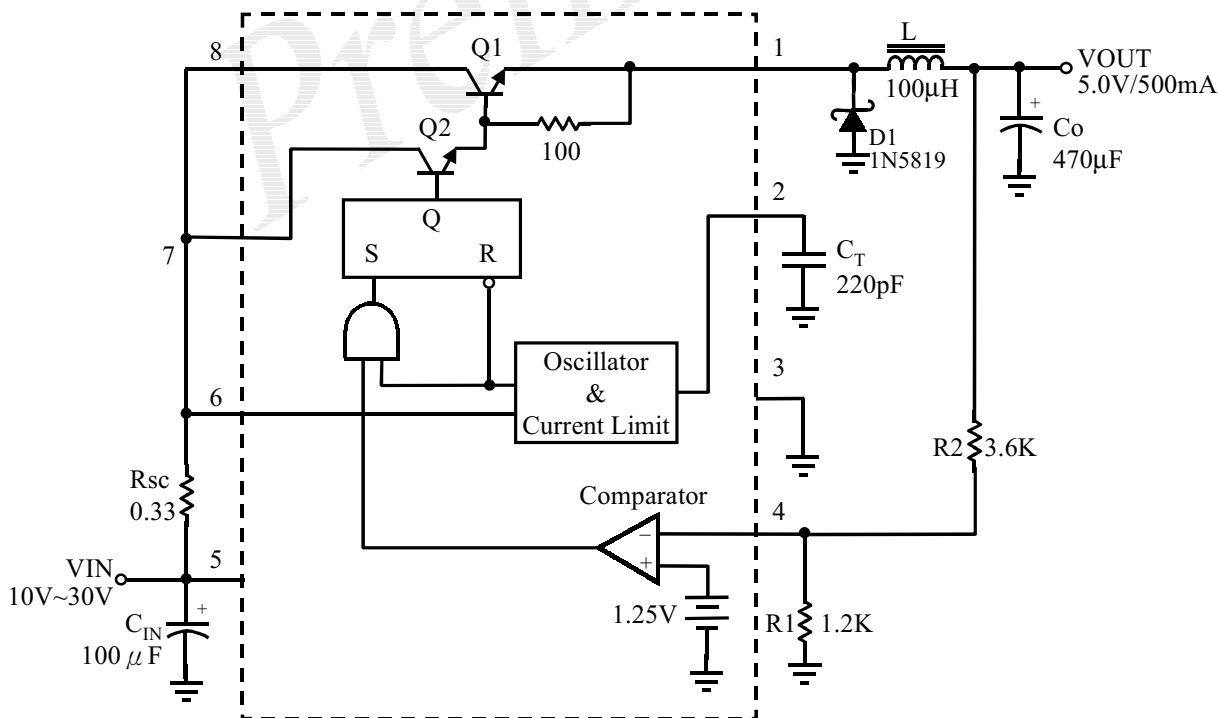 8
Q1
1
L
100μH
VOUT
5.0V/500mA
+
Co
470μF
D1
1N5819
Q2
100
2
C_T
220pF
7
Q
S
R
Oscillator
&
Current Limit
3
6
R2
3.6K
Rsc
0.33
Comparator
4
−
+
5
VIN
10V~30V
+
C_IN
100 μF
1.25V
R1
1.2K